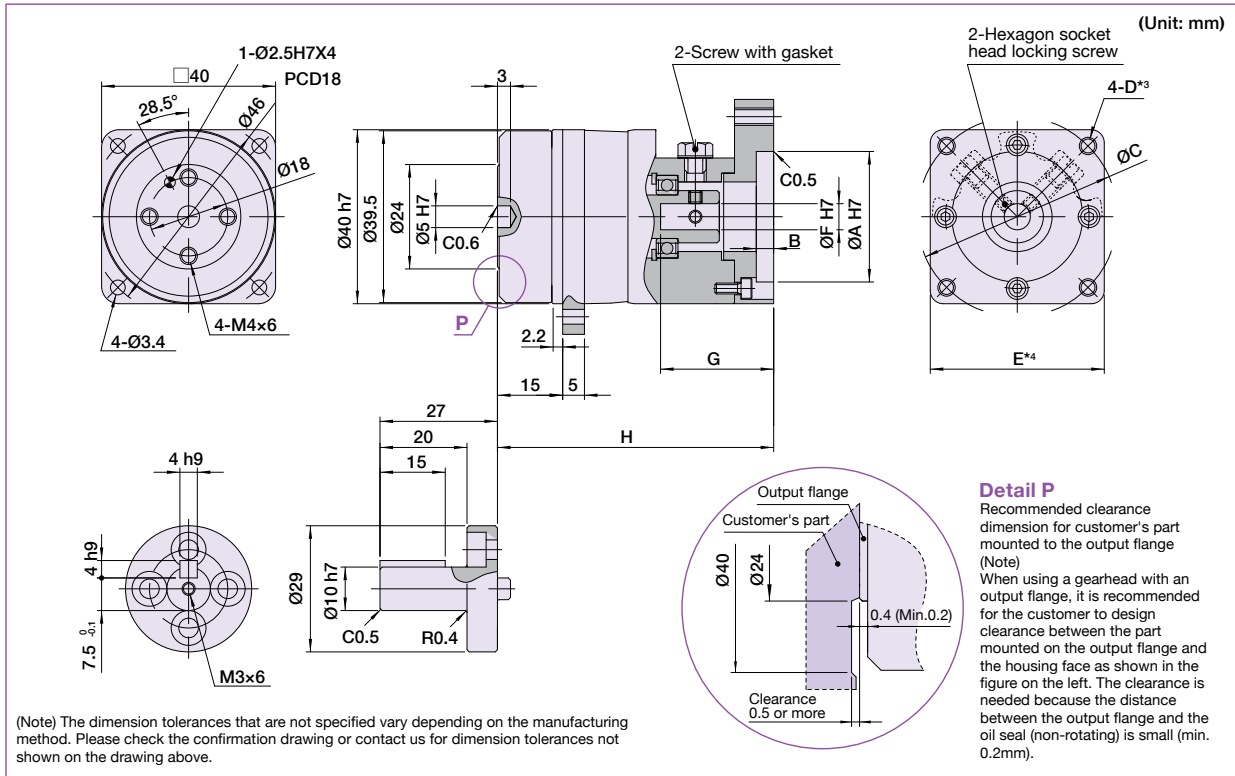 (Unit: mm)
1-Ø2.5H7X4
PCD18
□40
28.5°
Ø46
Ø18
4-M4×6
4-Ø3.4
3
2-Screw with gasket
Ø40 h7
Ø39.5
Ø24
Ø5 H7
C0.6
P
2.2
15
5
C0.5
ØF H7
ØA H7
B
G
H
2-Hexagon socket
head locking screw
4-D*3
ØC
E*4
27
20
15
4 h9
4 h9
7.5 0 -0.1
M3×6
Ø29
Ø10 h7
C0.5
R0.4
Output flange
Customer's part
Ø40
Ø24
0.4 (Min.0.2)
Clearance
0.5 or more
Detail P
Recommended clearance
dimension for customer's part
mounted to the output flange
(Note)
When using a gearhead with an
output flange, it is recommended
for the customer to design
clearance between the part
mounted on the output flange and
the housing face as shown in the
figure on the left. The clearance is
needed because the distance
between the output flange and the
oil seal (non-rotating) is small (min.
0.2mm).
(Note) The dimension tolerances that are not specified vary depending on the manufacturing
method. Please check the confirmation drawing or contact us for dimension tolerances not
shown on the drawing above.